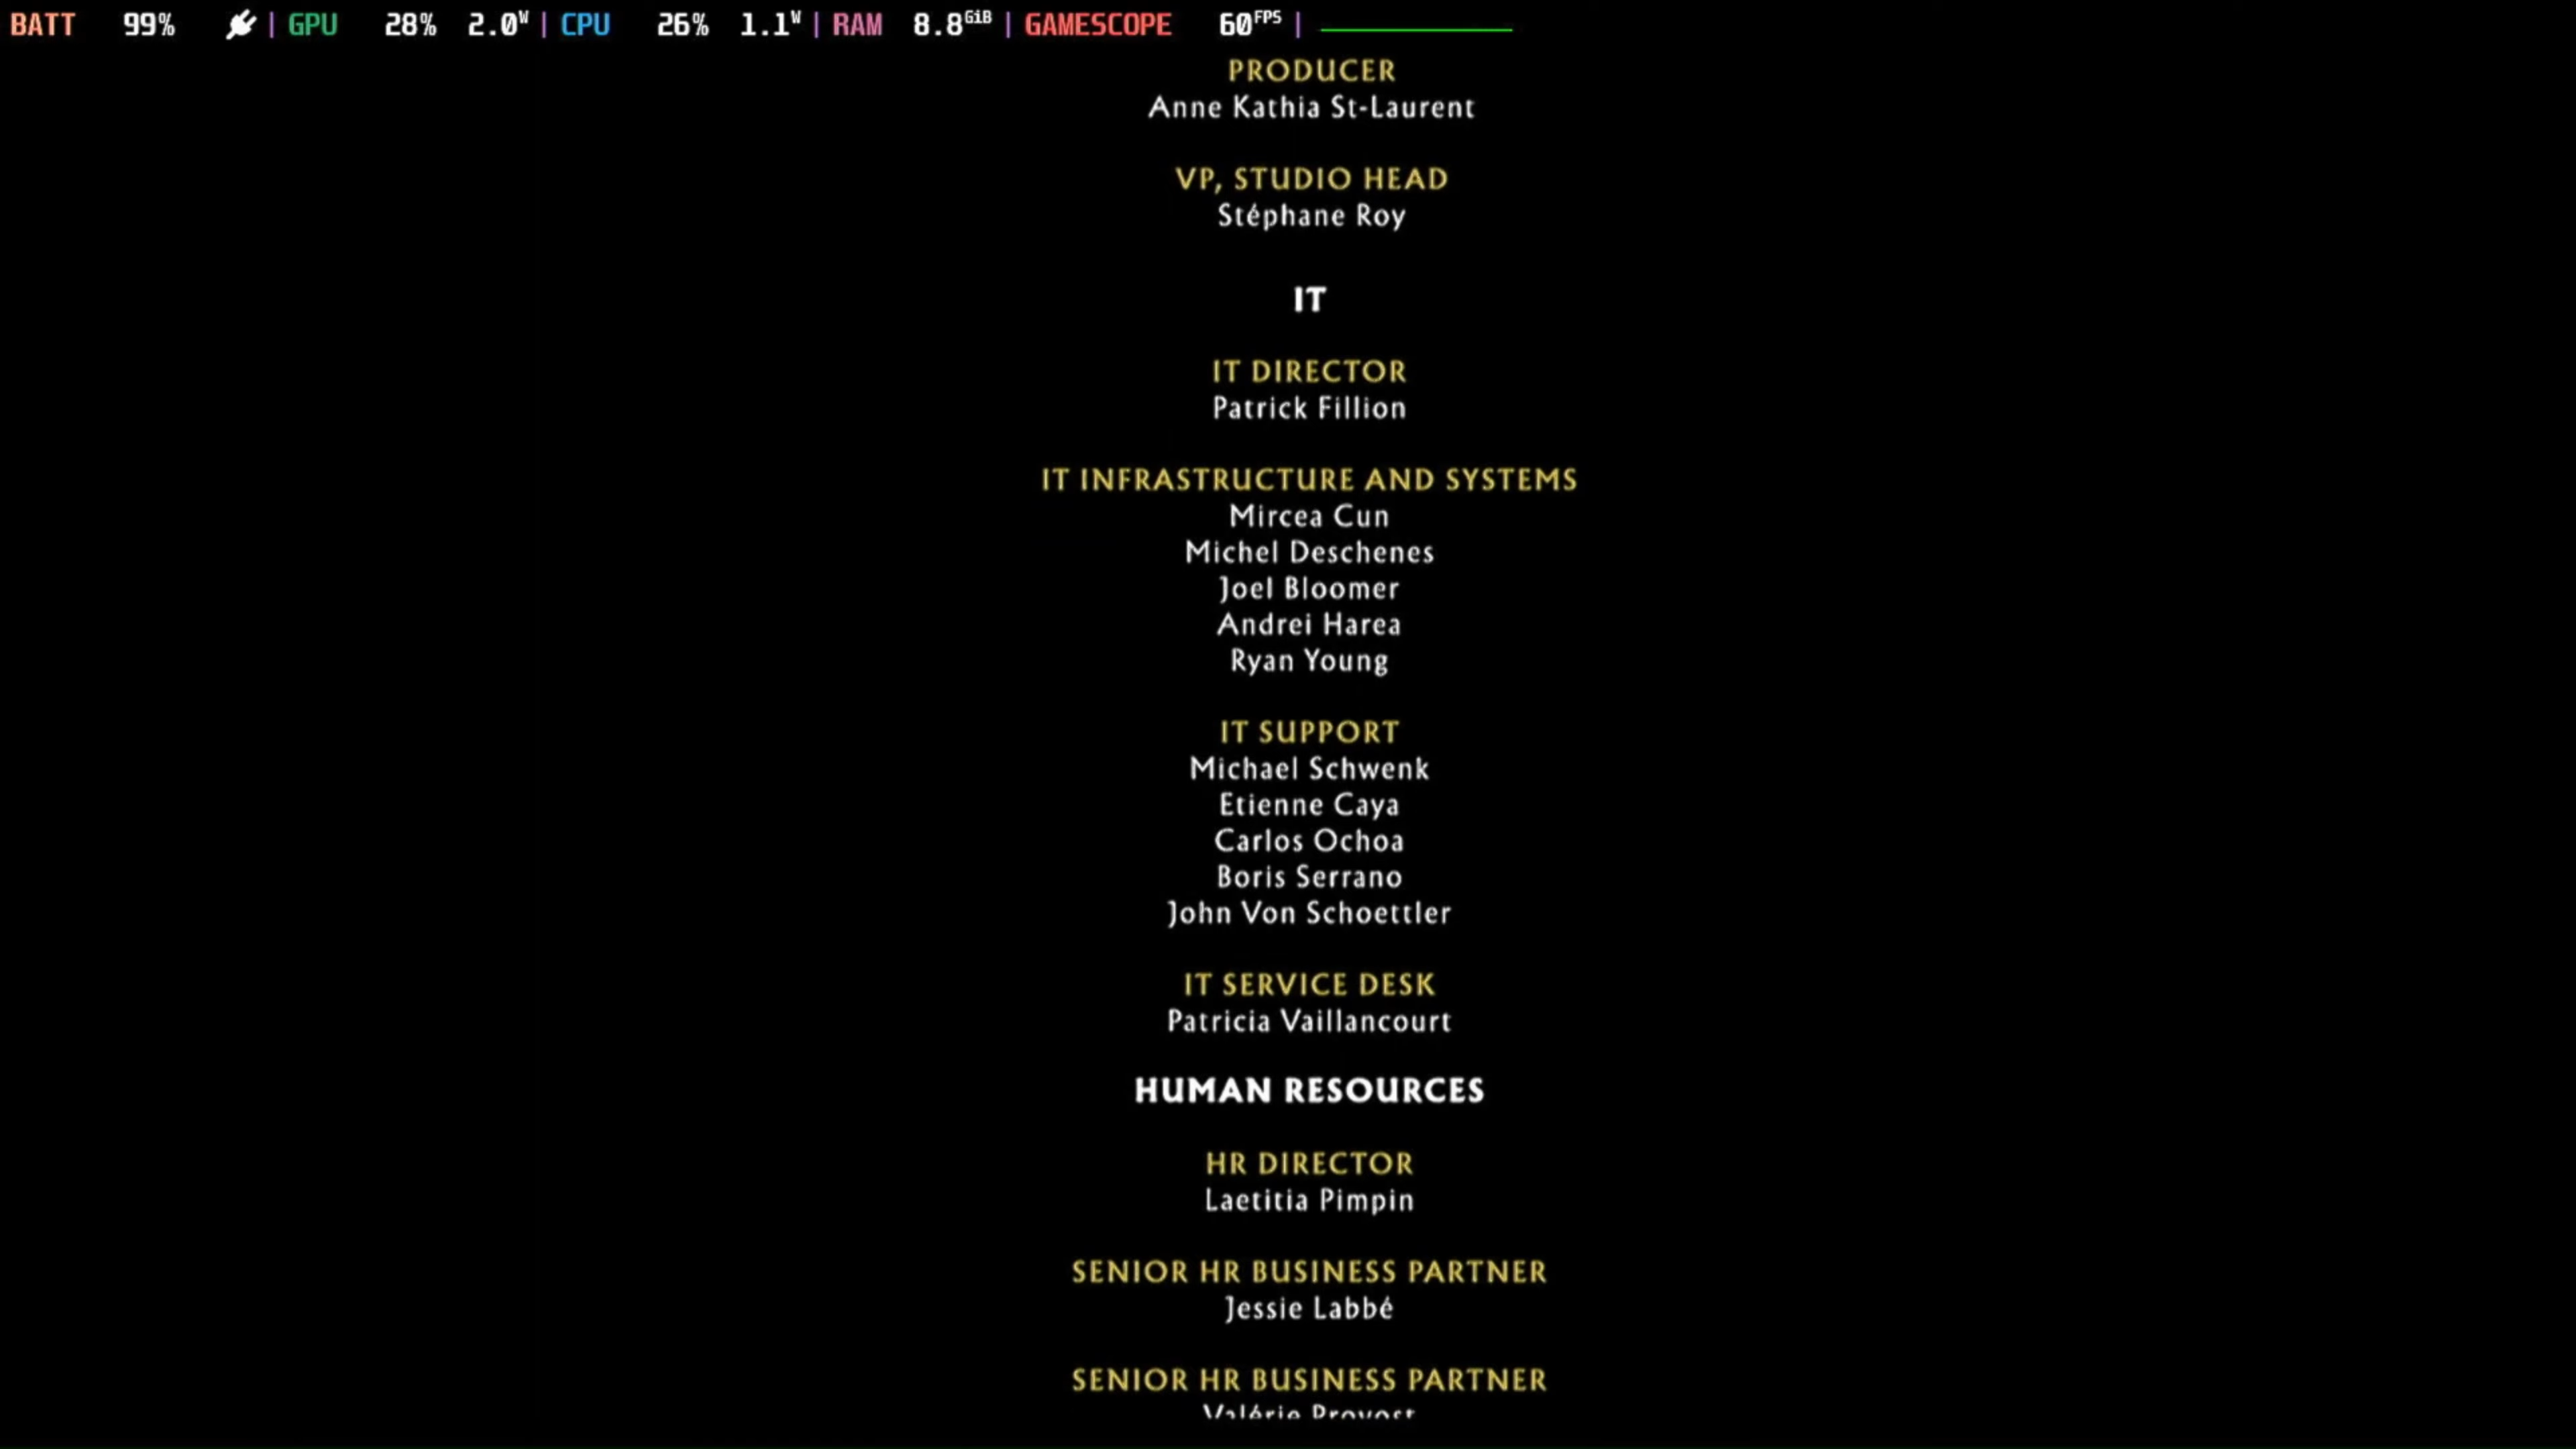 BATT 99% | GPU 28% 2.0W | CPU 26% 1.1W | RAM 8.8GiB | GAMESCOPE 60FPS |
PRODUCER
Anne Kathia St-Laurent
VP, STUDIO HEAD
Stéphane Roy
IT
IT DIRECTOR
Patrick Fillion
IT INFRASTRUCTURE AND SYSTEMS
Mircea Cun
Michel Deschenes
Joel Bloomer
Andrei Harea
Ryan Young
IT SUPPORT
Michael Schwenk
Etienne Caya
Carlos Ochoa
Boris Serrano
John Von Schoettler
IT SERVICE DESK
Patricia Vaillancourt
HUMAN RESOURCES
HR DIRECTOR
Laetitia Pimpin
SENIOR HR BUSINESS PARTNER
Jessie Labbé
SENIOR HR BUSINESS PARTNER
Valérie Provost